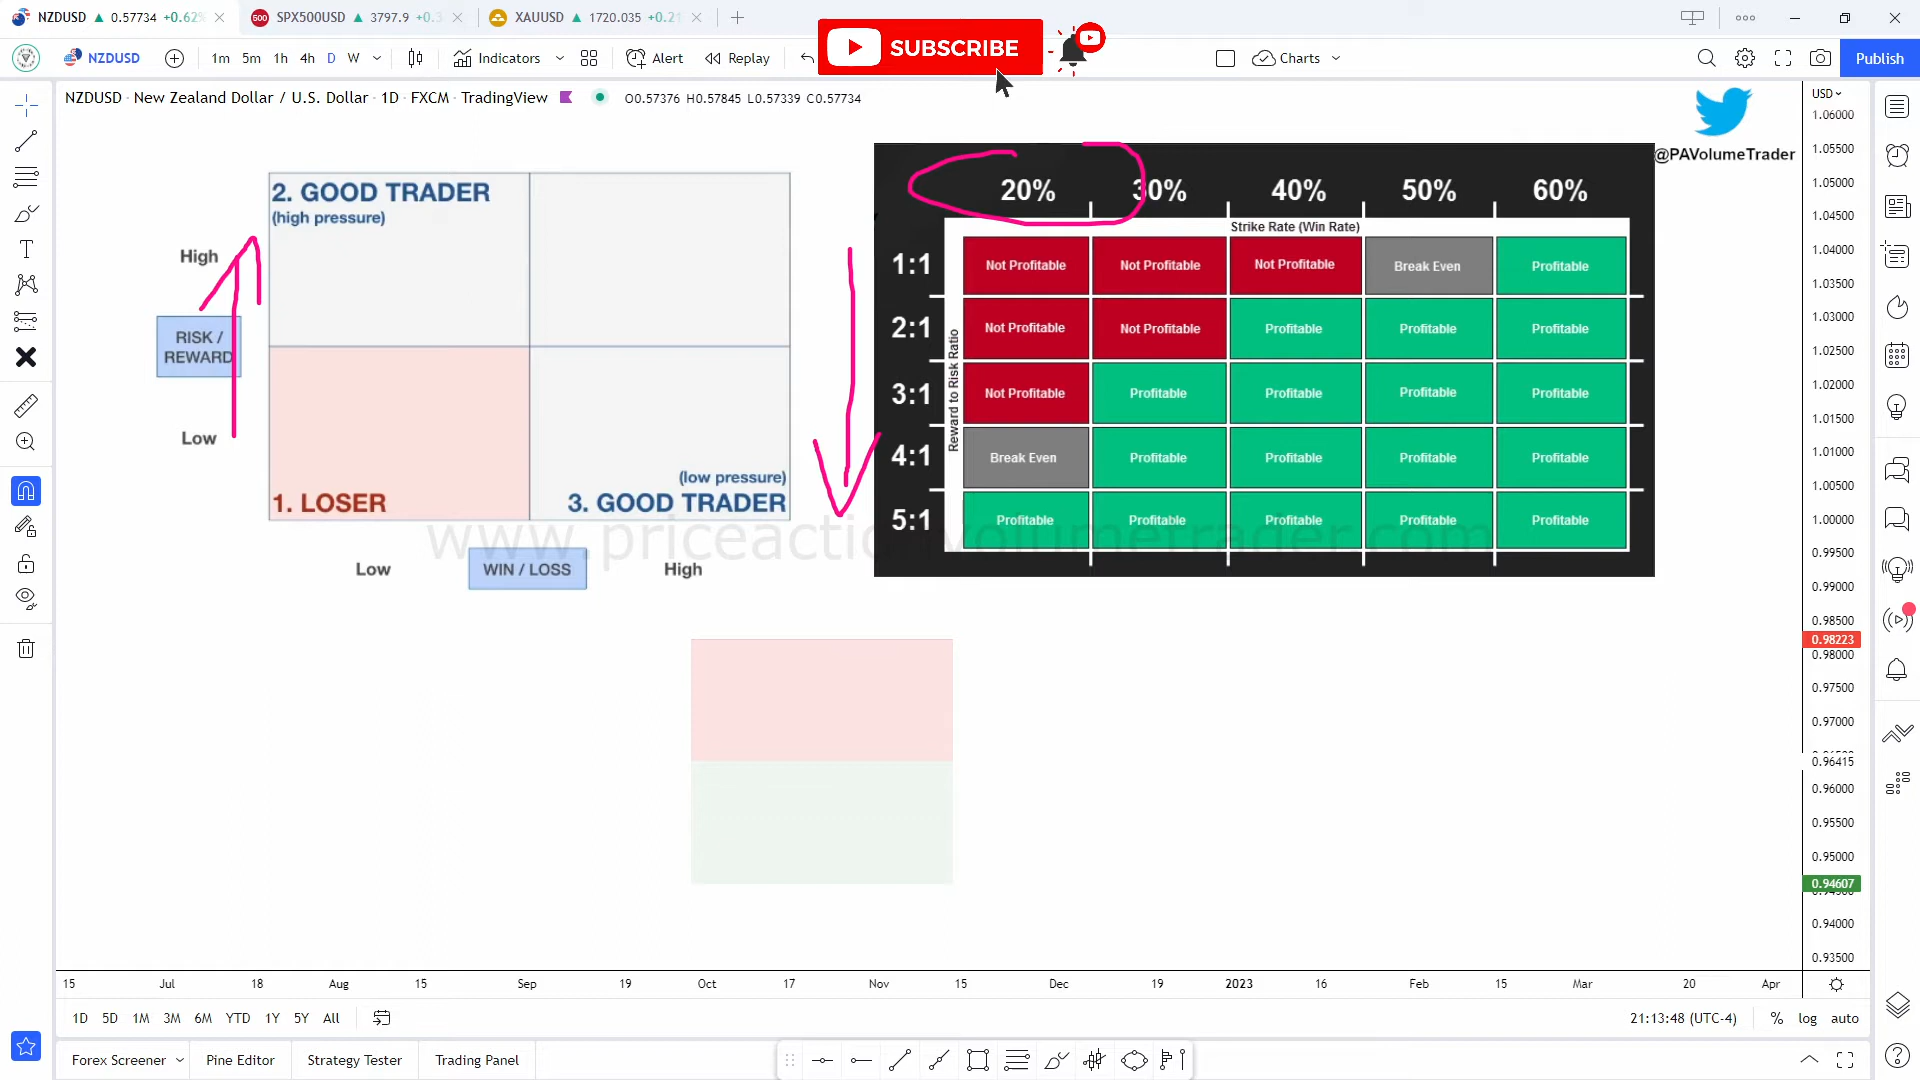 NZDUSD ▲ 0.57734 +0.62%
SPX500USD ▲ 3797.9 +0.3
XAUUSD ▲ 1720.035 +0.21
NZDUSD
1m 5m 1h 4h D W
Indicators
Alert
Replay
SUBSCRIBE
Charts
Publish
NZDUSD · New Zealand Dollar / U.S. Dollar · 1D · FXCM · TradingView
O0.57376 H0.57845 L0.57339 C0.57734
@PAVolumeTrader
2. GOOD TRADER
(high pressure)
High
RISK /
REWARD
Low
1. LOSER
(low pressure)
3. GOOD TRADER
Low
WIN / LOSS
High
20% 30% 40% 50% 60%
Strike Rate (Win Rate)
Reward to Risk Ratio
1:1 Not Profitable Not Profitable Not Profitable Break Even Profitable
2:1 Not Profitable Not Profitable Profitable Profitable Profitable
3:1 Not Profitable Profitable Profitable Profitable Profitable
4:1 Break Even Profitable Profitable Profitable Profitable
5:1 Profitable Profitable Profitable Profitable Profitable
USD
1.06000
1.05500
1.05000
1.04500
1.04000
1.03500
1.03000
1.02500
1.02000
1.01500
1.01000
1.00500
1.00000
0.99500
0.99000
0.98500
0.98223
0.98000
0.97500
0.97000
0.96415
0.96000
0.95500
0.95000
0.94607
0.94000
0.93500
15 Jul 18 Aug 15 Sep 19 Oct 17 Nov 15 Dec 19 2023 16 Feb 15 Mar 20 Apr
1D 5D 1M 3M 6M YTD 1Y 5Y All
21:13:48 (UTC-4) % log auto
Forex Screener Pine Editor Strategy Tester Trading Panel